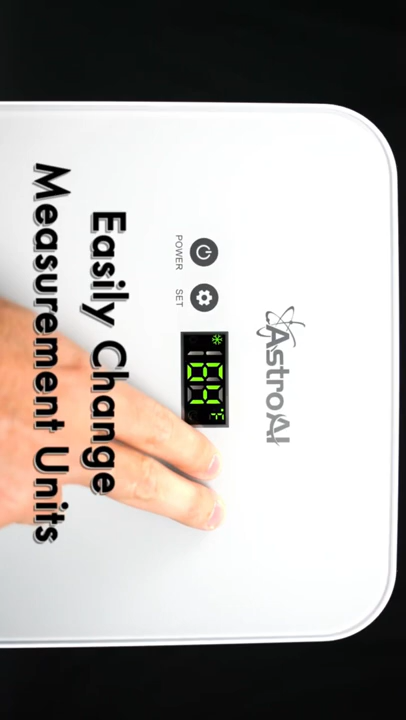 AstroAI
°F
POWER SET
Easily Change
Measurement Units